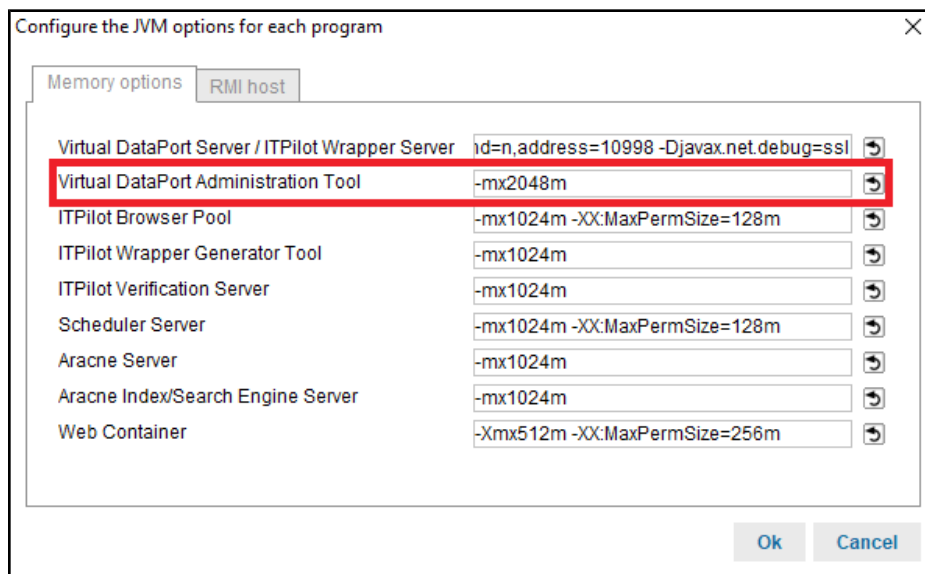 Configure the JVM options for each program
Memory options RMI host
Virtual DataPort Server / ITPilot Wrapper Server nd=n,address=10998 -Djavax.net.debug=ssl
Virtual DataPort Administration Tool -mx2048m
ITPilot Browser Pool -mx1024m -XX:MaxPermSize=128m
ITPilot Wrapper Generator Tool -mx1024m
ITPilot Verification Server -mx1024m
Scheduler Server -mx1024m -XX:MaxPermSize=128m
Aracne Server -mx1024m
Aracne Index/Search Engine Server -mx1024m
Web Container -Xmx512m -XX:MaxPermSize=256m
Ok Cancel